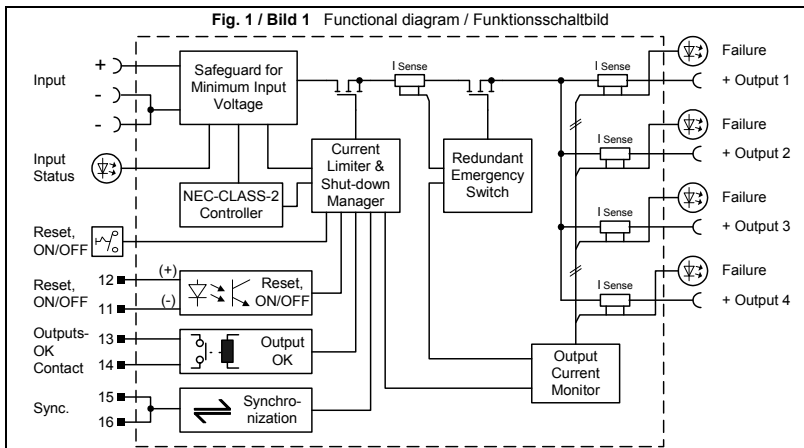 Fig. 1 / Bild 1 Functional diagram / Funktionsschaltbild
Input
+
-
-
Safeguard for
Minimum Input
Voltage
I Sense
I Sense
Failure
+ Output 1
Input
Status
NEC-CLASS-2
Controller
Current
Limiter &
Shut-down
Manager
Redundant
Emergency
Switch
I Sense
Failure
+ Output 2
Reset,
ON/OFF
I Sense
Failure
+ Output 3
Reset,
ON/OFF
12
11
(+)
(-)
Reset,
ON/OFF
I Sense
Failure
+ Output 4
Outputs-
OK
Contact
13
14
Output
OK
Output
Current
Monitor
Sync.
15
16
Synchro-
nization